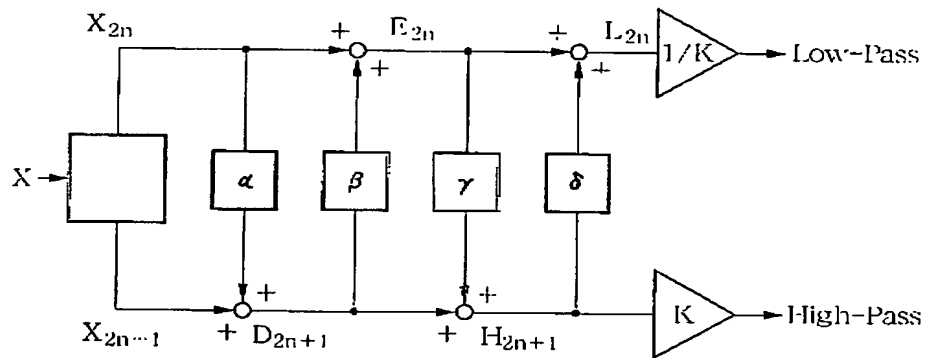 X₂ₙ
+ E₂ₙ
+
+ L₂ₙ
+
1/K
Low-Pass
X
α
β
γ
δ
+
+
+
+
X₂ₙ₊₁
D₂ₙ₊₁
H₂ₙ₊₁
K
High-Pass